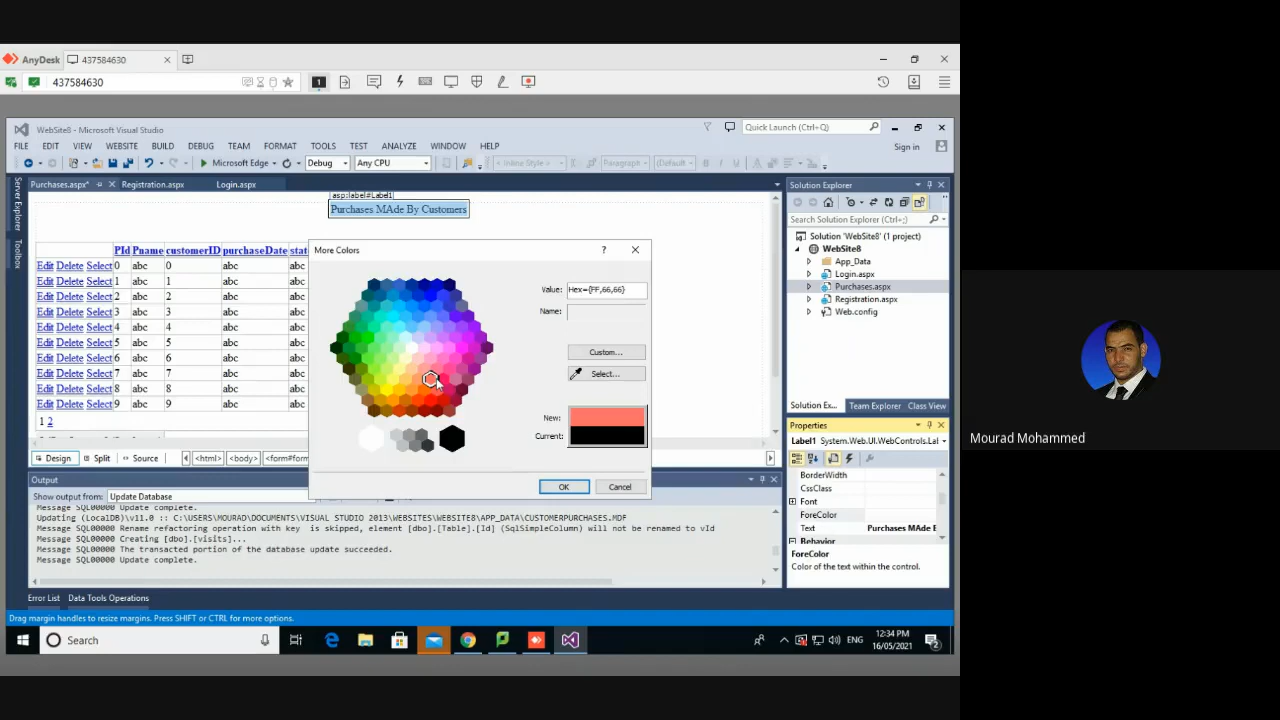 AnyDesk
437584630
437584630
WebSite8 - Microsoft Visual Studio
Quick Launch (Ctrl+Q)
FILE EDIT VIEW WEBSITE BUILD DEBUG TEAM FORMAT TOOLS TEST ANALYZE WINDOW HELP
Sign in
Microsoft Edge
Debug
Any CPU
( Inline Style )
Paragraph
(Default
Server Explorer
Toolbox
Purchases.aspx*
Registration.aspx
Login.aspx
asp:label#Label1
Purchases MAde By Customers
PId Pname customerID purchaseDate stat
Edit Delete Select 0 abc 0 abc abc
Edit Delete Select 1 abc 1 abc abc
Edit Delete Select 2 abc 2 abc abc
Edit Delete Select 3 abc 3 abc abc
Edit Delete Select 4 abc 4 abc abc
Edit Delete Select 5 abc 5 abc abc
Edit Delete Select 6 abc 6 abc abc
Edit Delete Select 7 abc 7 abc abc
Edit Delete Select 8 abc 8 abc abc
Edit Delete Select 9 abc 9 abc abc
1 2
Design
Split
Source
<html> <body> <form#form
More Colors
?
Value: Hex={FF,66,66}
Name:
Custom...
Select...
New:
Current:
OK
Cancel
Output
Show output from: Update Database
Message SQL00000 Update complete.
Updating (LocalDB)\v11.0 :: C:\USERS\MOURAD\DOCUMENTS\VISUAL STUDIO 2013\WEBSITES\WEBSITE8\APP_DATA\CUSTOMERPURCHASES.MDF
Message SQL00000 Rename refactoring operation with key  is skipped, element [dbo].[Table].[Id] (SqlSimpleColumn) will not be renamed to vId
Message SQL00000 Creating [dbo].[visits]...
Message SQL00000 The transacted portion of the database update succeeded.
Message SQL00000 Update complete.
Error List
Data Tools Operations
Drag margin handles to resize margins. Press SHIFT or CTRL for more options.
Solution Explorer
Search Solution Explorer (Ctrl+;)
Solution 'WebSite8' (1 project)
WebSite8
App_Data
Login.aspx
Purchases.aspx
Registration.aspx
Web.config
Solution Ex...
Team Explorer
Class View
Properties
Label1 System.Web.UI.WebControls.Lal
BorderWidth
CssClass
Font
ForeColor
Text Purchases MAde B
Behavior
ForeColor
Color of the text within the control.
Search
ENG
12:34 PM
16/05/2021
2
Mourad Mohammed